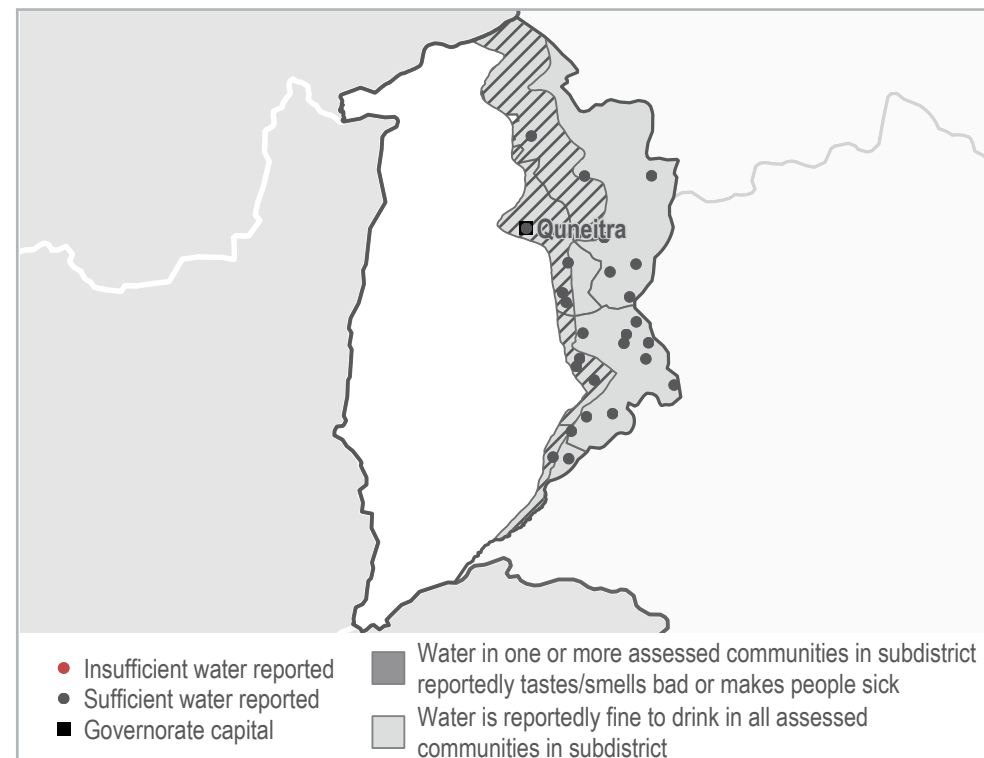 Quneitra
Insufficient water reported
Sufficient water reported
Governorate capital
Water in one or more assessed communities in subdistrict
reportedly tastes/smells bad or makes people sick
Water is reportedly fine to drink in all assessed
communities in subdistrict